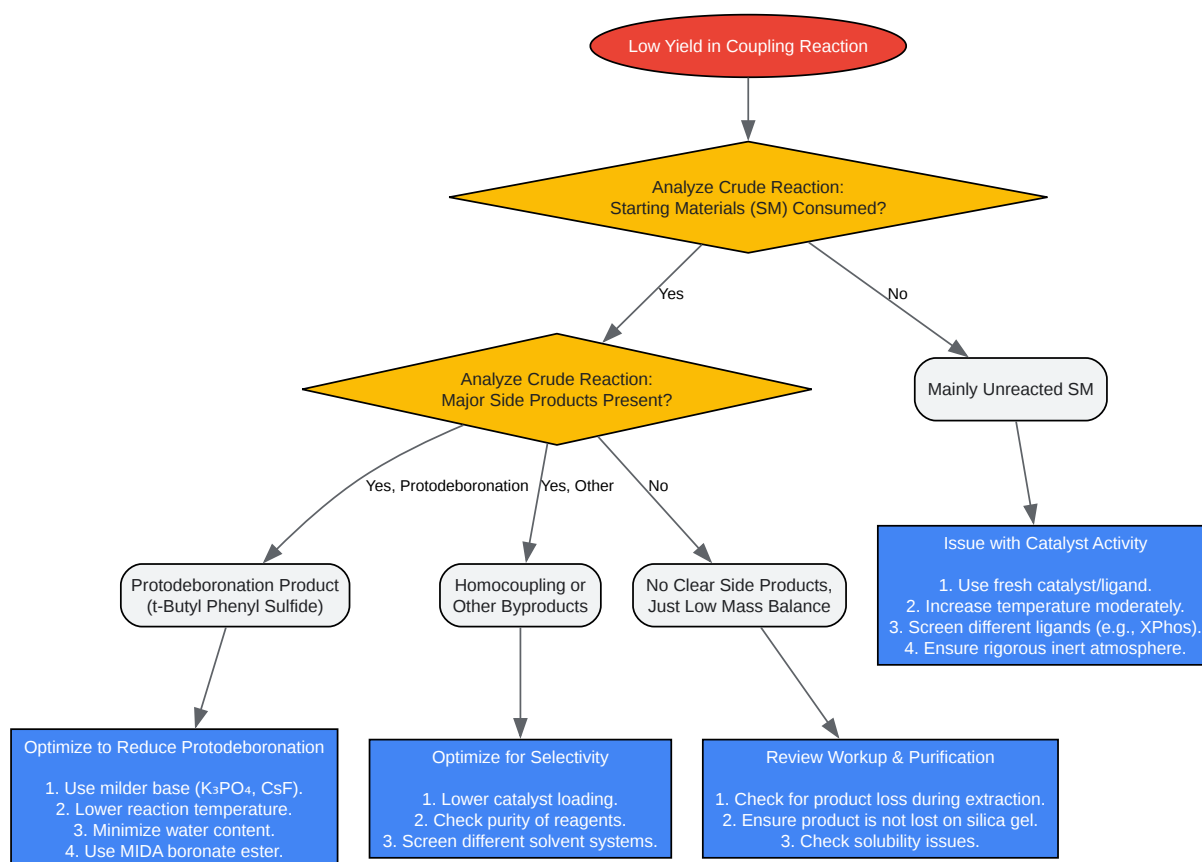 Low Yield in Coupling Reaction
Analyze Crude Reaction:
Starting Materials (SM) Consumed?
Yes
No
Analyze Crude Reaction:
Major Side Products Present?
Mainly Unreacted SM
Yes, Protodeboronation
Yes, Other
No
Issue with Catalyst Activity
1. Use fresh catalyst/ligand.
2. Increase temperature moderately.
3. Screen different ligands (e.g., XPhos).
4. Ensure rigorous inert atmosphere.
Protodeboronation Product
(t-Butyl Phenyl Sulfide)
Homocoupling or
Other Byproducts
No Clear Side Products,
Just Low Mass Balance
Optimize to Reduce Protodeboronation
1. Use milder base (K₃PO₄, CsF).
2. Lower reaction temperature.
3. Minimize water content.
4. Use MIDA boronate ester.
Optimize for Selectivity
1. Lower catalyst loading.
2. Check purity of reagents.
3. Screen different solvent systems.
Review Workup & Purification
1. Check for product loss during extraction.
2. Ensure product is not lost on silica gel.
3. Check solubility issues.